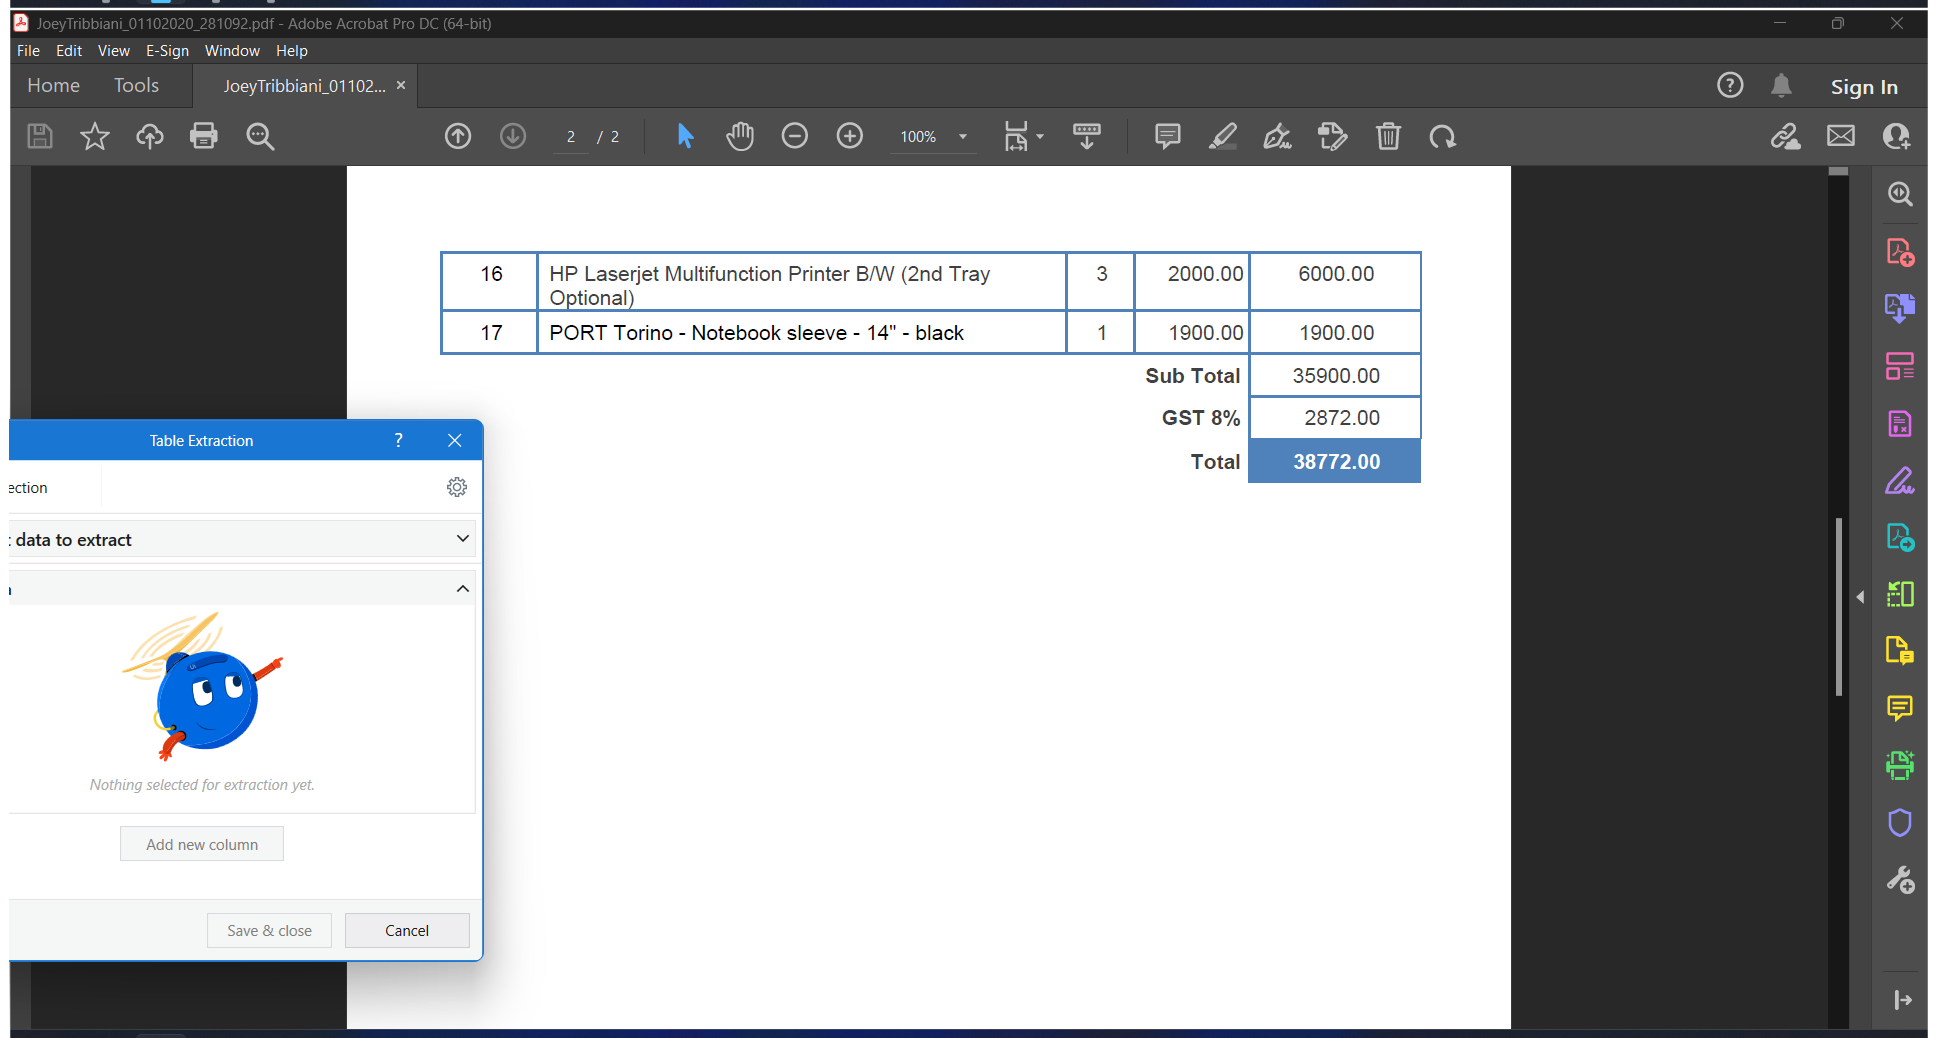 JoeyTribbiani_01102020_281092.pdf - Adobe Acrobat Pro DC (64-bit)
File Edit View E-Sign Window Help
Home Tools JoeyTribbiani_01102... × Sign In
2 / 2 100%
16 HP Laserjet Multifunction Printer B/W (2nd Tray 3 2000.00 6000.00
Optional)
17 PORT Torino - Notebook sleeve - 14" - black 1 1900.00 1900.00
Sub Total 35900.00
GST 8% 2872.00
Total 38772.00
Table Extraction ?
ection
data to extract
Nothing selected for extraction yet.
Add new column
Save & close Cancel